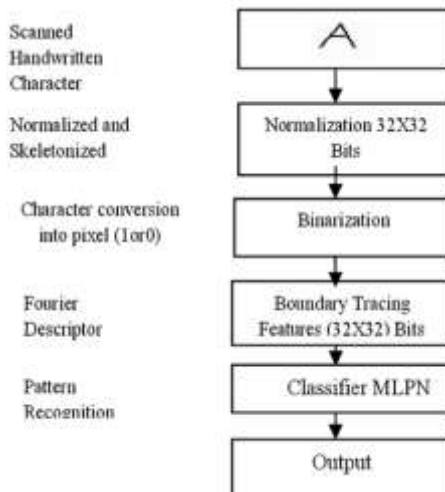 Scanned
Handwritten
Character
A
Normalized and
Skeletonized
Normalization 32X32
Bits
Character conversion
into pixel (1or0)
Binarization
Fourier
Descriptor
Boundary Tracing
Features (32X32) Bits
Pattern
Recognition
Classifier MLPN
Output